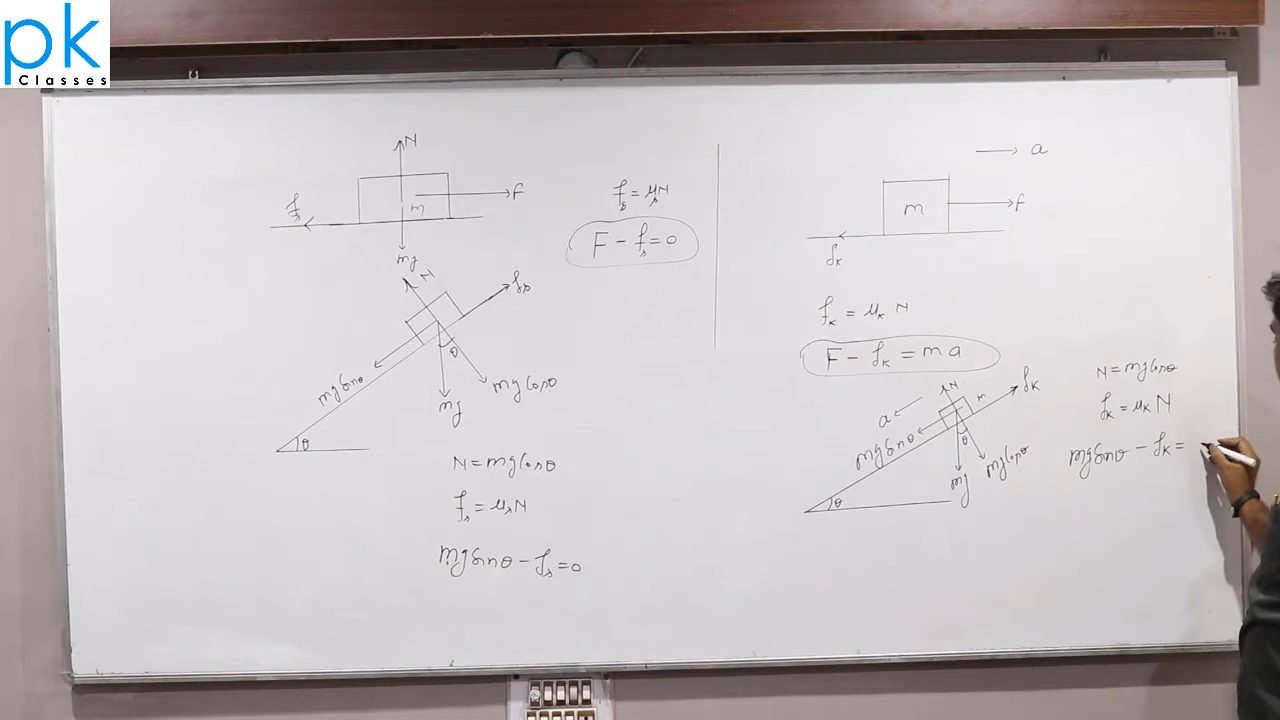 pk
Classes
N
F
m
fs
mg
fs = μsN
F - fs = 0
N
fs
mg sinθ
θ
mg cosθ
mg
θ
N = mg cosθ
fs = μsN
mg sinθ - fs = 0
a
m
F
fk
fk = μk N
F - fk = ma
N
m
fk
a
mg sinθ
θ
mg cosθ
mg
θ
N = mg cosθ
fk = μk N
mg sinθ - fk =